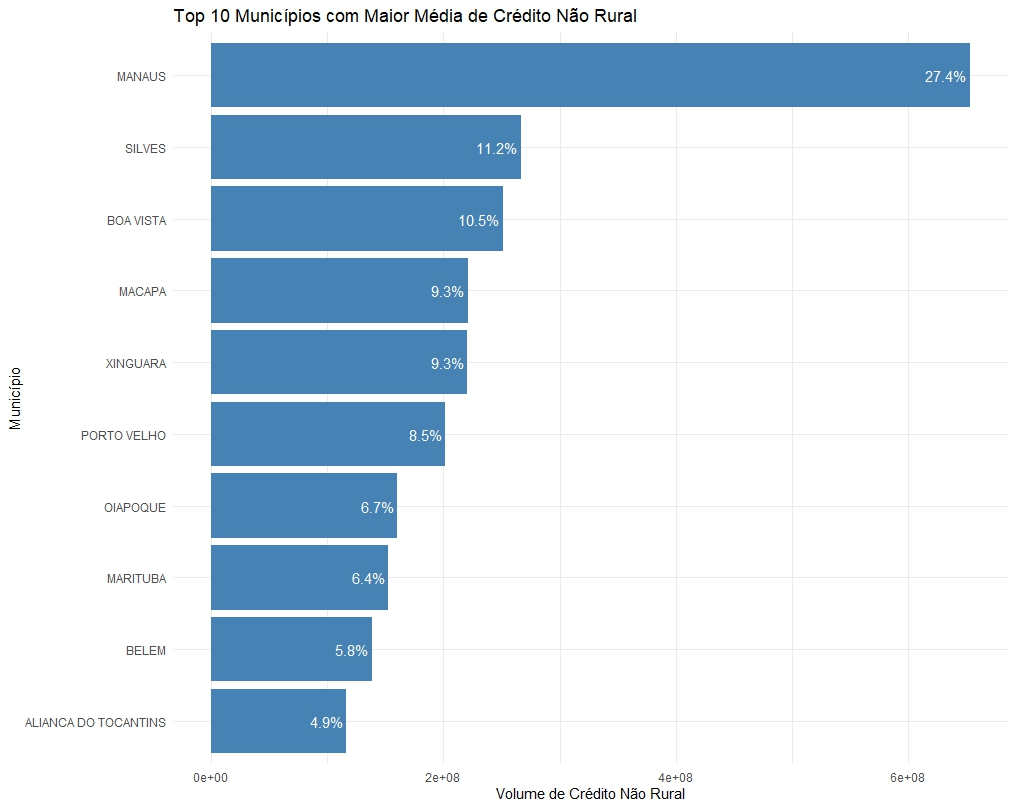 Top 10 Municípios com Maior Média de Crédito Não Rural
MANAUS
27.4%
SILVES
11.2%
BOA VISTA
10.5%
MACAPA
9.3%
XINGUARA
9.3%
PORTO VELHO
8.5%
OIAPOQUE
6.7%
MARITUBA
6.4%
BELEM
5.8%
ALIANCA DO TOCANTINS
4.9%
Município
0e+00
2e+08
4e+08
6e+08
Volume de Crédito Não Rural